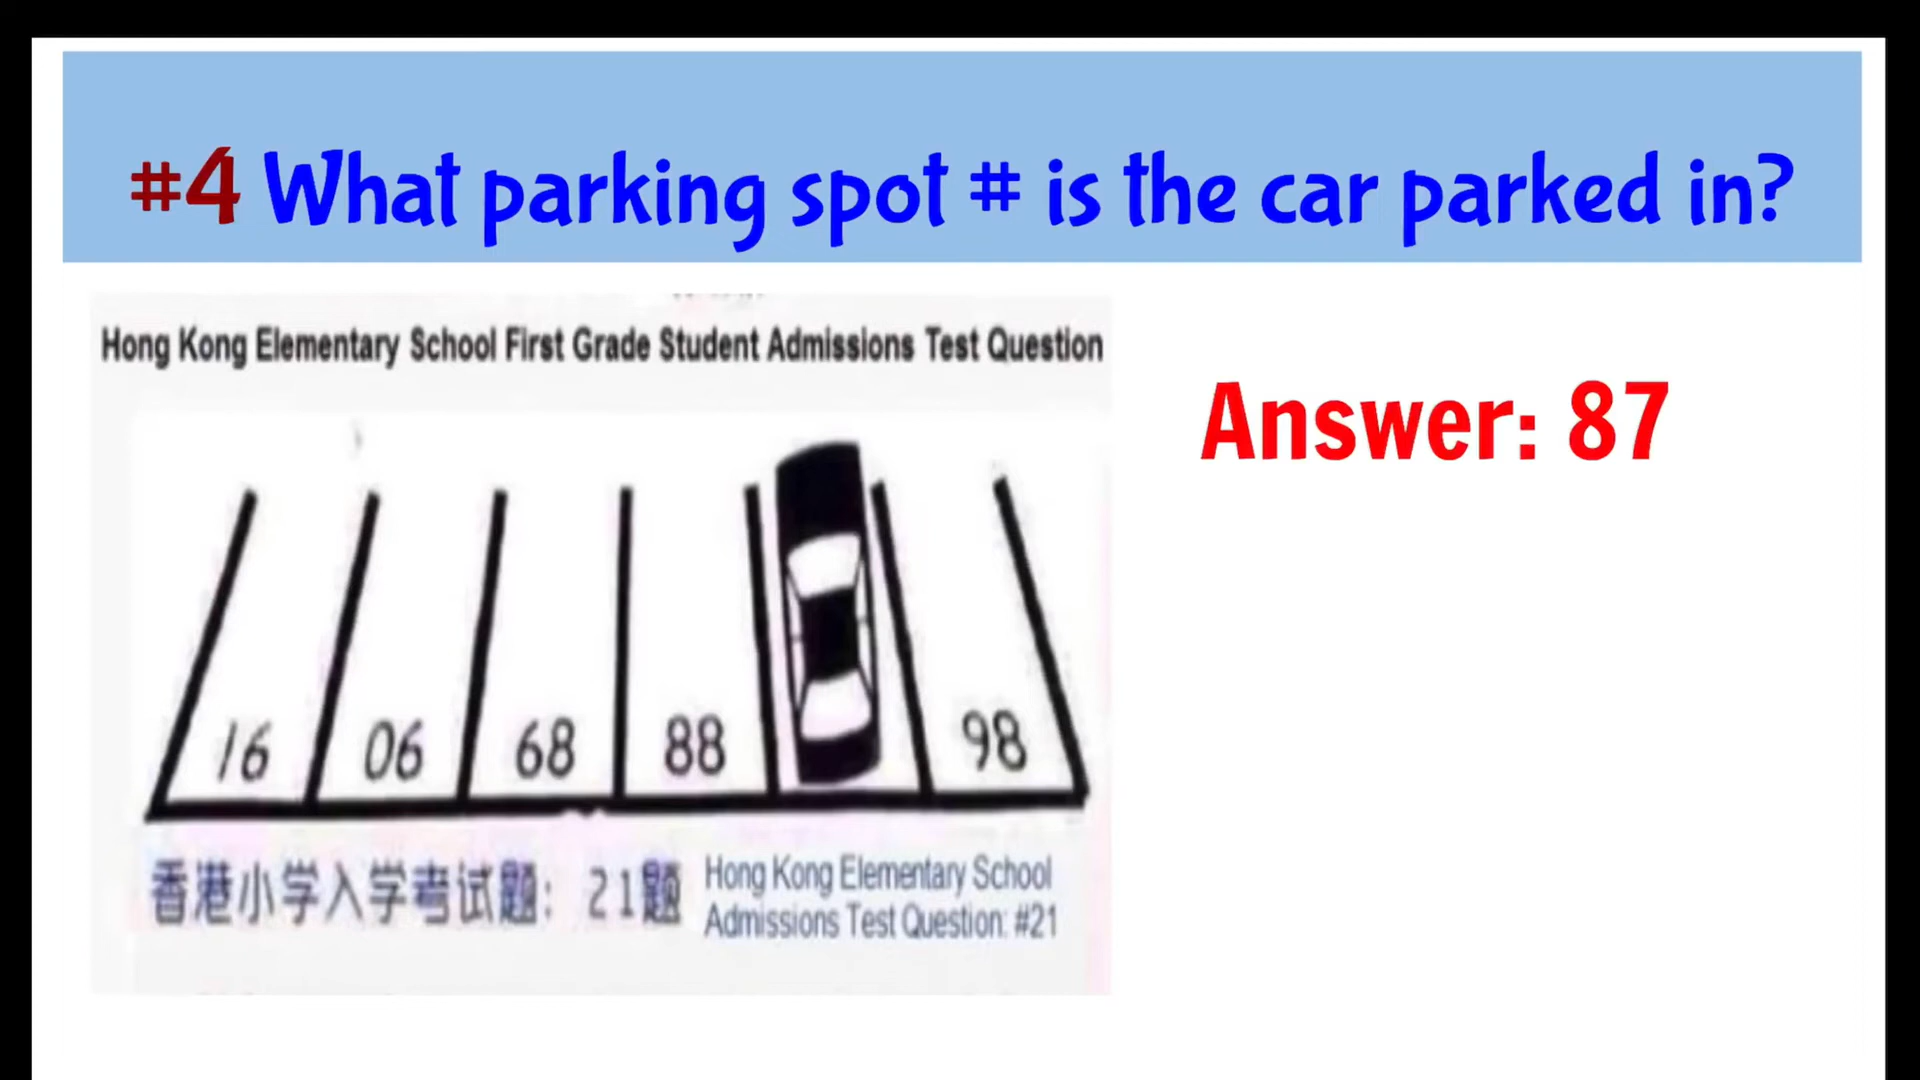 #4 What parking spot # is the car parked in?
Hong Kong Elementary School First Grade Student Admissions Test Question
Answer: 87
16 06 68 88 98
香港小学入学考试题: 21题
Hong Kong Elementary School
Admissions Test Question: #21